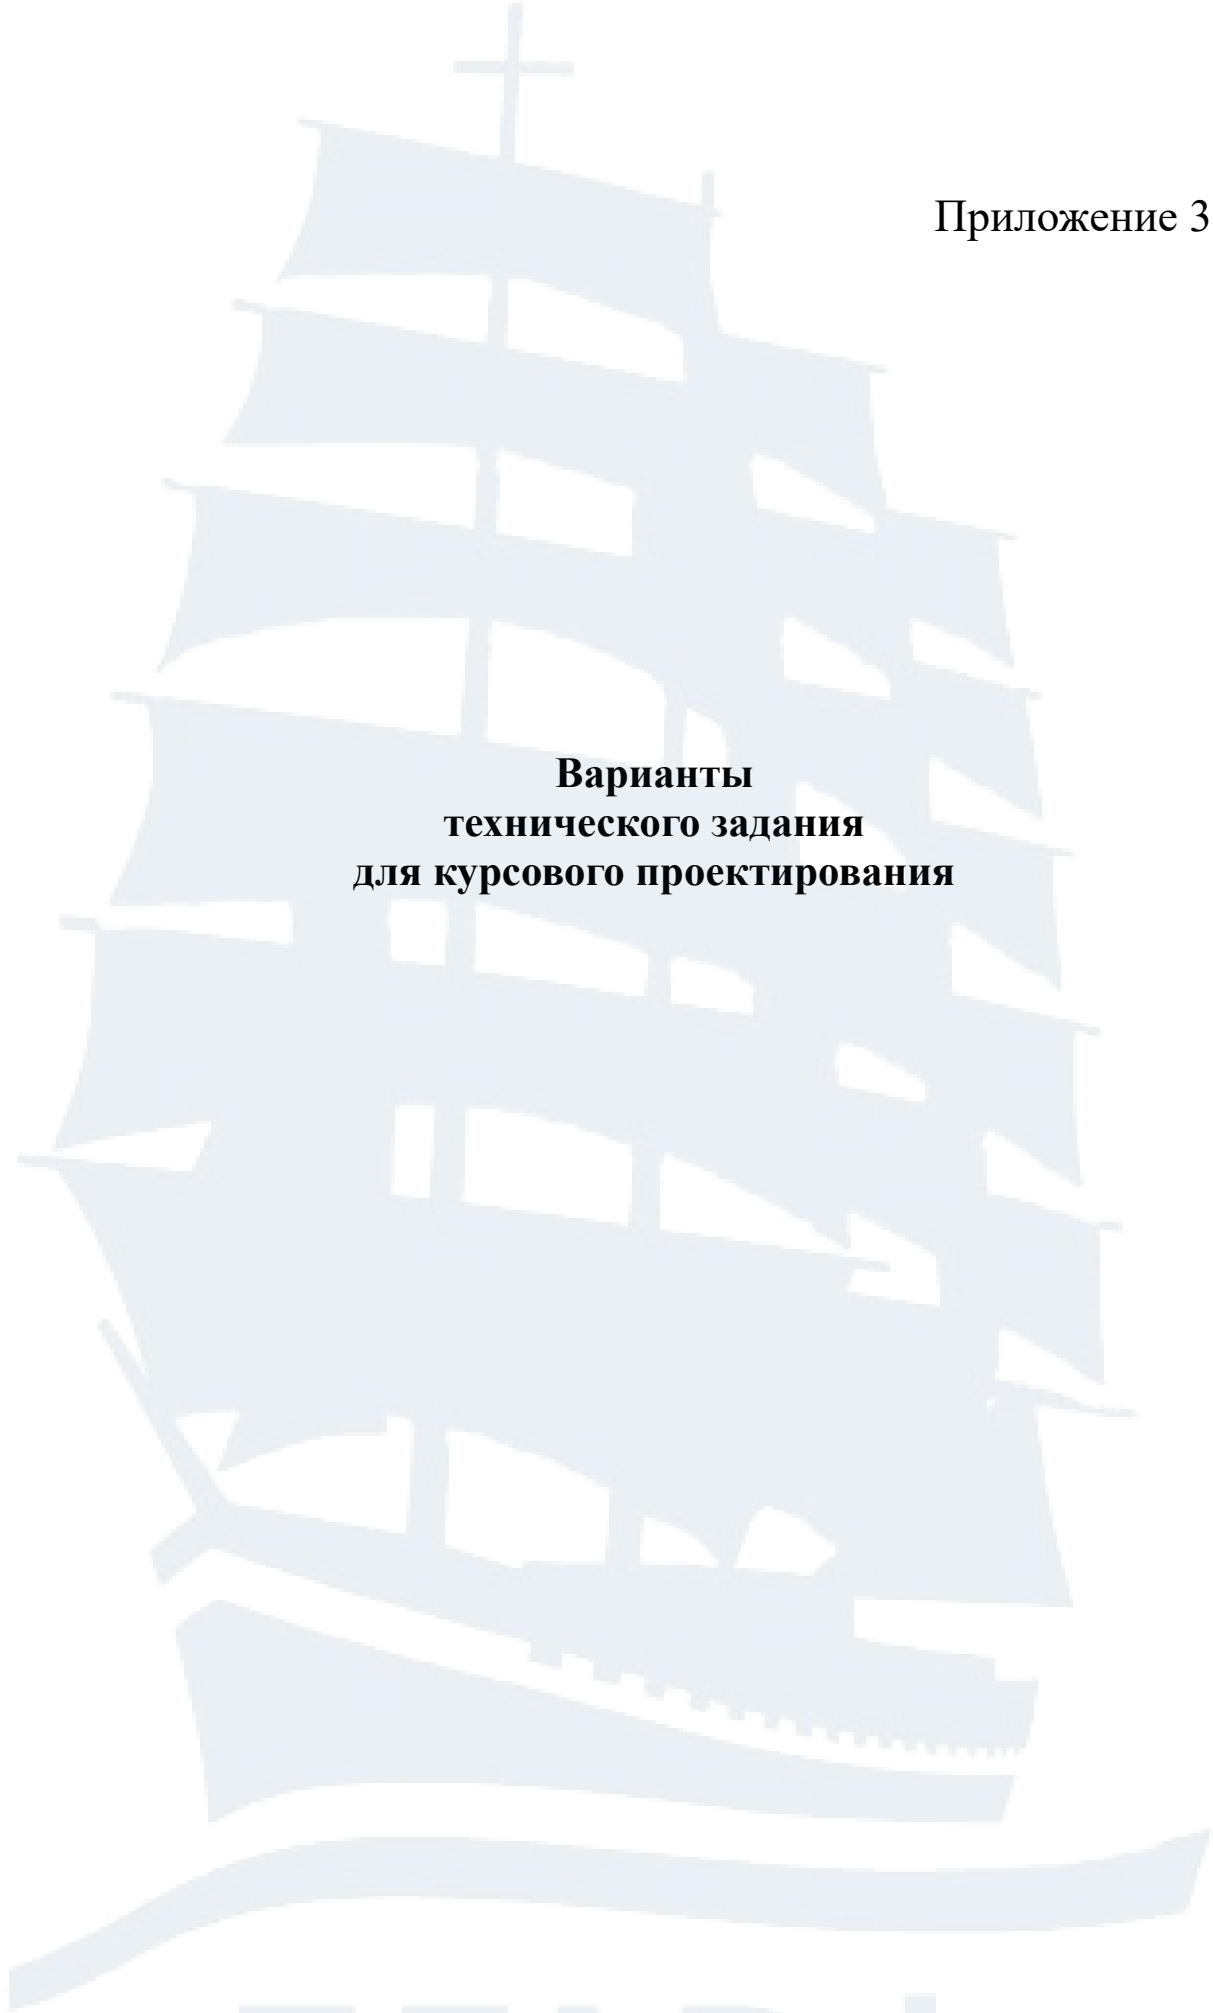 Приложение 3
Варианты
технического задания
для курсового проектирования